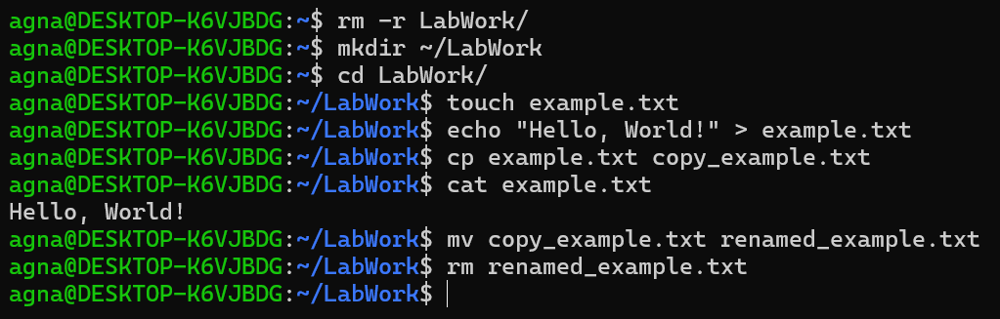 agna@DESKTOP-K6VJBDG:~$ rm -r LabWork/
agna@DESKTOP-K6VJBDG:~$ mkdir ~/LabWork
agna@DESKTOP-K6VJBDG:~$ cd LabWork/
agna@DESKTOP-K6VJBDG:~/LabWork$ touch example.txt
agna@DESKTOP-K6VJBDG:~/LabWork$ echo "Hello, World!" > example.txt
agna@DESKTOP-K6VJBDG:~/LabWork$ cp example.txt copy_example.txt
agna@DESKTOP-K6VJBDG:~/LabWork$ cat example.txt
Hello, World!
agna@DESKTOP-K6VJBDG:~/LabWork$ mv copy_example.txt renamed_example.txt
agna@DESKTOP-K6VJBDG:~/LabWork$ rm renamed_example.txt
agna@DESKTOP-K6VJBDG:~/LabWork$